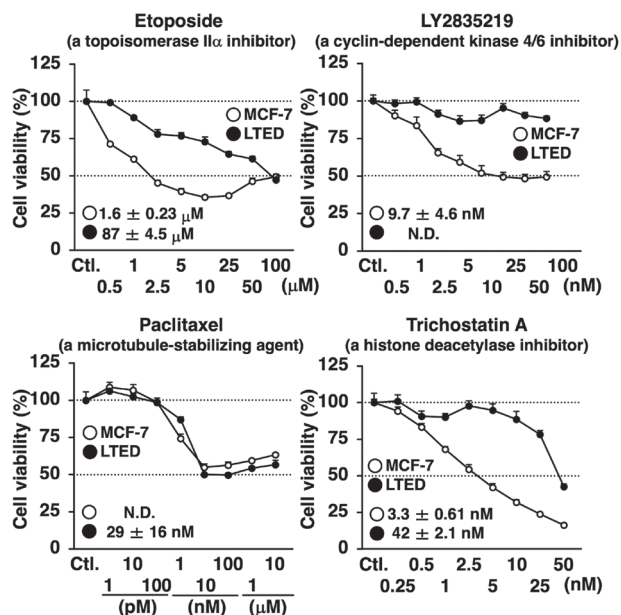 Etoposide
(a topoisomerase IIα inhibitor)
Cell viability (%)
125
100
75
50
25
0
MCF-7
LTED
1.6 ± 0.23 μM
87 ± 4.5 μM
Ctl. 1 5 25 100
0.5 2.5 10 50 (μM)
LY2835219
(a cyclin-dependent kinase 4/6 inhibitor)
Cell viability (%)
125
100
75
50
25
0
MCF-7
LTED
9.7 ± 4.6 nM
N.D.
Ctl. 1 5 25 100
0.5 2.5 10 50 (nM)
Paclitaxel
(a microtubule-stabilizing agent)
Cell viability (%)
125
100
75
50
25
0
MCF-7
LTED
N.D.
29 ± 16 nM
Ctl. 10 1 100 10
1 100 10 1
(pM) (nM) (μM)
Trichostatin A
(a histone deacetylase inhibitor)
Cell viability (%)
125
100
75
50
25
0
MCF-7
LTED
3.3 ± 0.61 nM
42 ± 2.1 nM
Ctl. 0.5 2.5 10 50
0.25 1 5 25 (nM)